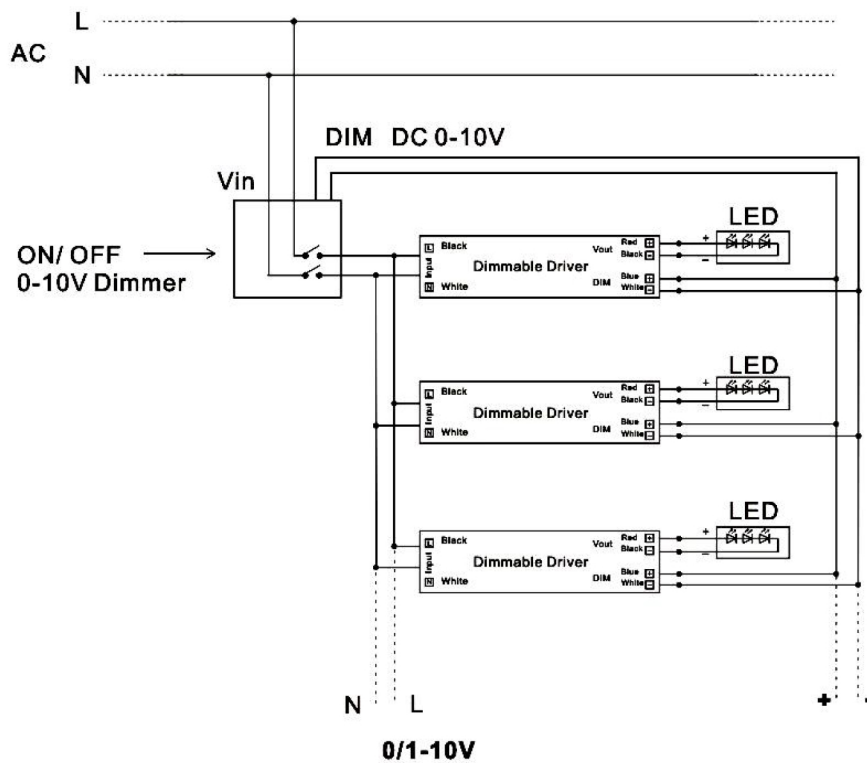 L
AC
N
DIM DC 0-10V
Vin
ON/ OFF
0-10V Dimmer
L Black
Input
N White
Dimmable Driver
Vout
Red +
Black -
DIM
Blue +
White -
LED
+
-
L Black
Input
N White
Dimmable Driver
Vout
Red +
Black -
DIM
Blue +
White -
LED
+
-
L Black
Input
N White
Dimmable Driver
Vout
Red +
Black -
DIM
Blue +
White -
LED
+
-
N L
+ -
0/1-10V